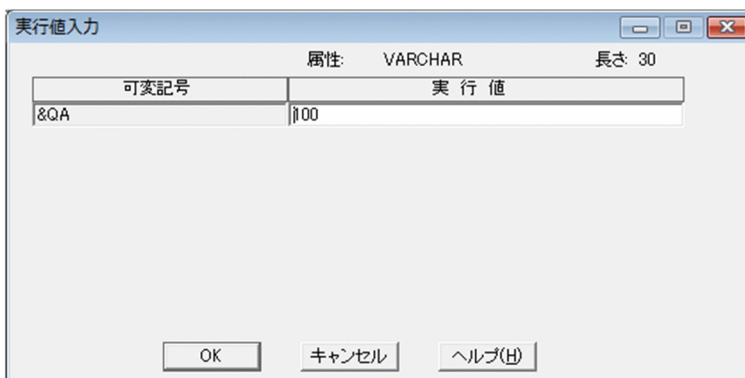 実行値入力
属性: VARCHAR 長さ: 30
可変記号 実 行 値
&QA j100
OK キャンセル ヘルプ(H)